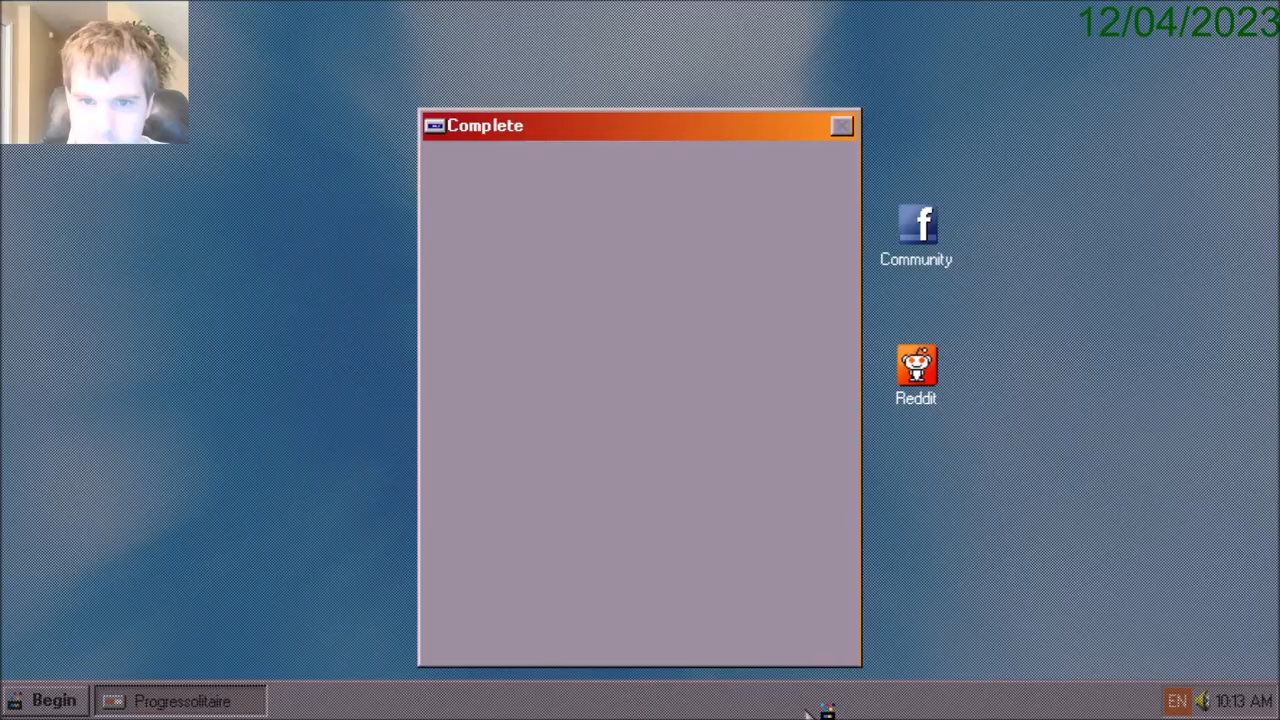 12/04/2023
Complete
f
Community
Reddit
Begin
Progressolitaire
EN
10:13 AM